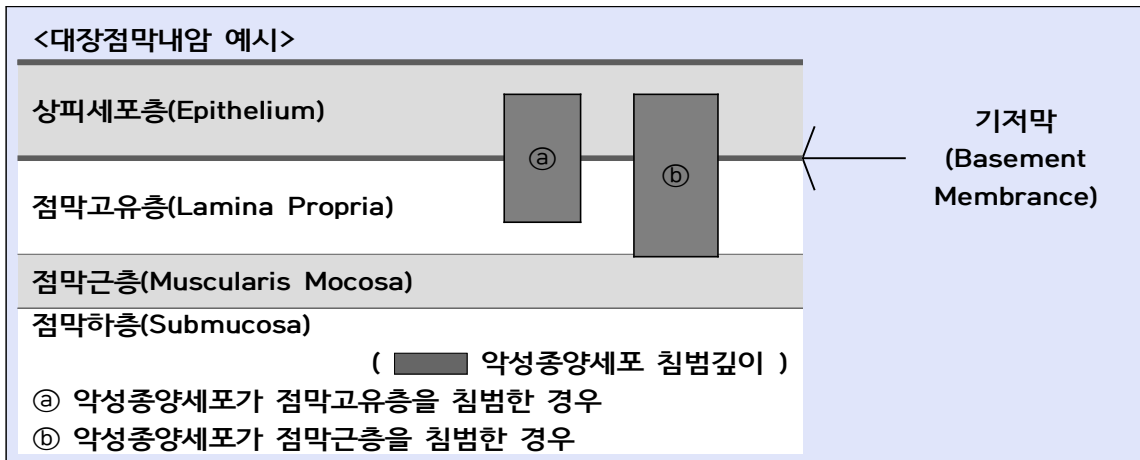 <대장점막내암 예시>
상피세포층(Epithelium)
ⓐ
ⓑ
기저막
(Basement
Membrance)
점막고유층(Lamina Propria)
점막근층(Muscularis Mocosa)
점막하층(Submucosa)
( 악성종양세포 침범깊이 )
ⓐ 악성종양세포가 점막고유층을 침범한 경우
ⓑ 악성종양세포가 점막근층을 침범한 경우